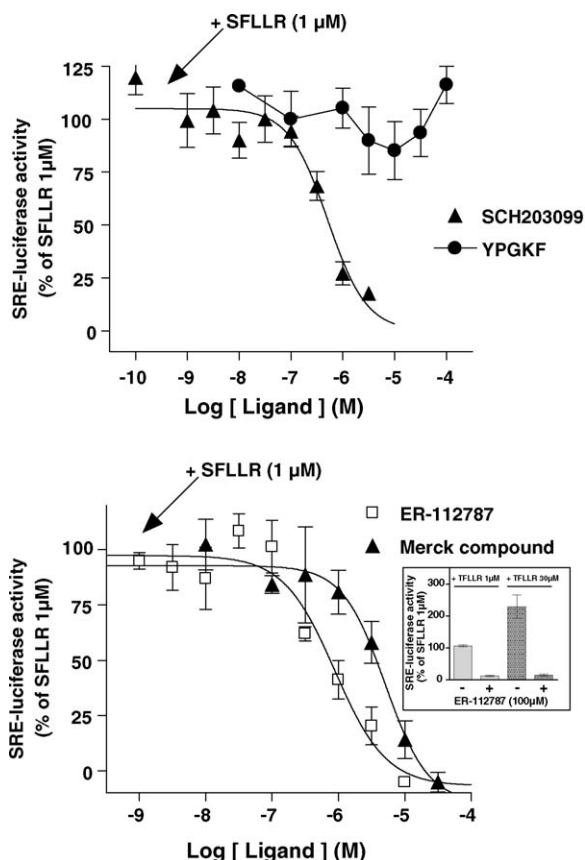 + SFLLR (1 µM)
SRE-luciferase activity
(% of SFLLR 1µM)
125
100
75
50
25
0
SCH203099
YPGKF
-10 -9 -8 -7 -6 -5 -4
Log [ Ligand ] (M)
+ SFLLR (1 µM)
SRE-luciferase activity
(% of SFLLR 1µM)
100
75
50
25
0
ER-112787
Merck compound
+ TFLLR 1µM + TFLLR 30µM
SRE-luciferase activity
(% of SFLLR 1µM)
300
200
100
0
- + - +
ER-112787 (100µM)
-9 -8 -7 -6 -5 -4
Log [ Ligand ] (M)